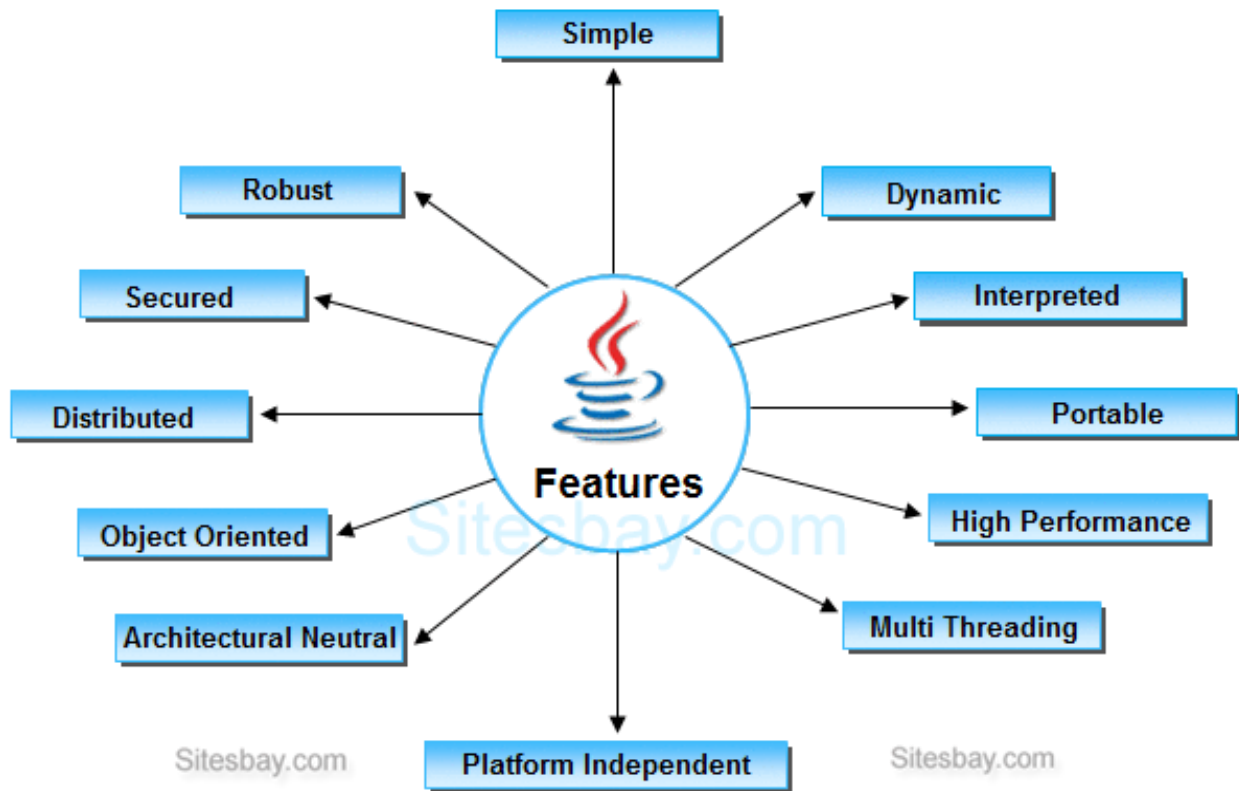 Simple
Robust
Dynamic
Secured
Interpreted
Distributed
Portable
Features
Object Oriented
High Performance
Sitesbay.com
Architectural Neutral
Multi Threading
Platform Independent
Sitesbay.com
Sitesbay.com